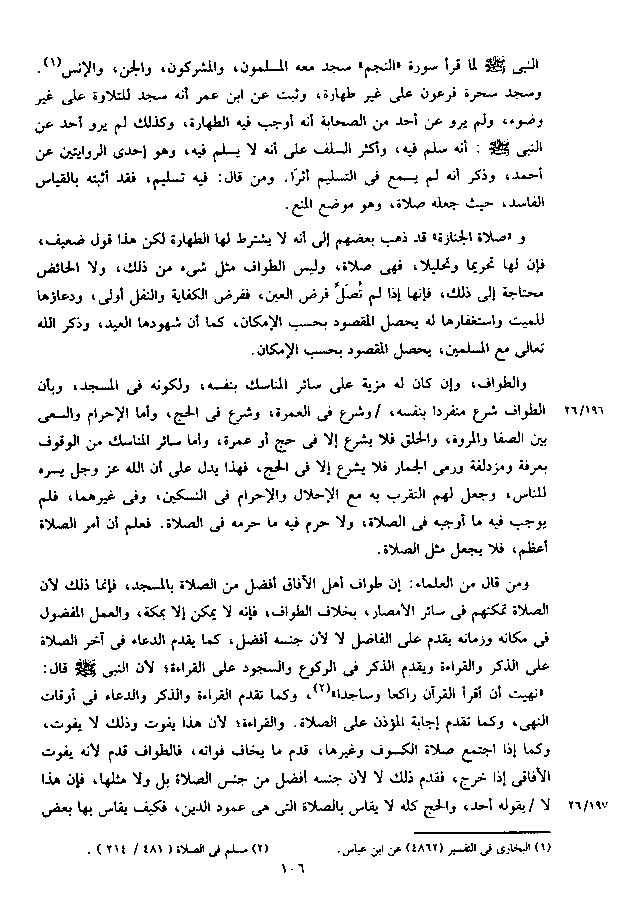 النبى ﷺ لما قرأ سورة «النجم» سجد معه المسلمون، والمشركون، والجن، والإنس(١).
وسجد سحرة فرعون على غير طهارة، وثبت عن ابن عمر أنه سجد للتلاوة على غير
وضوء، ولم يرو عن أحد من الصحابة أنه أوجب فيه الطهارة، وكذلك لم يرو أحد عن
النبى ﷺ : أنه سلم فيه، وأكثر السلف على أنه لا يسلم فيه، وهو إحدى الروايتين عن
أحمد، وذكر أنه لم يسمع فى التسليم أثرًا. ومن قال: فيه تسليم، فقد أثبته بالقياس
الفاسد، حيث جعله صلاة، وهو موضع المنع.
و «صلاة الجنازة» قد ذهب بعضهم إلى أنه لا يشترط لها الطهارة لكن هذا قول ضعيف،
فإن لها تحريما وتحليلا، فهى صلاة، وليس الطواف مثل شىء من ذلك، ولا الحائض
محتاجة إلى ذلك، فإنها إذا لم تُصَلِّ فرض العين، ففرض الكفاية والنفل أولى، ودعاؤها
للميت واستغفارها له يحصل المقصود بحسب الإمكان، كما أن شهودها العيد، وذكر الله
تعالى مع المسلمين، يحصل المقصود بحسب الإمكان.
والطواف، وإن كان له مزية على سائر المناسك بنفسه، ولكونه فى المسجد، وبأن
٢٦/١٩٦ الطواف شرع منفردا بنفسه، / وشرع فى العمرة، وشرع فى الحج، وأما الإحرام والسعى
بين الصفا والمروة، والحلق فلا يشرع إلا فى حج أو عمرة، وأما سائر المناسك من الوقوف
بعرفة ومزدلفة ورمى الجمار فلا يشرع إلا فى الحج، فهذا يدل على أن الله عز وجل يسره
للناس، وجعل لهم التقرب به مع الإحلال والإحرام فى النسكين، وفى غيرهما، فلم
يوجب فيه ما أوجبه فى الصلاة، ولا حرم فيه ما حرمه فى الصلاة. فعلم أن أمر الصلاة
أعظم، فلا يجعل مثل الصلاة.
ومن قال من العلماء: إن طواف أهل الآفاق أفضل من الصلاة بالمسجد، فإنما ذلك لأن
الصلاة تمكنهم فى سائر الأمصار، بخلاف الطواف، فإنه لا يمكن إلا بمكة، والعمل المفضول
فى مكانه وزمانه يقدم على الفاضل لا لأن جنسه أفضل، كما يقدم الدعاء فى آخر الصلاة
على الذكر والقراءة ويقدم الذكر فى الركوع والسجود على القراءة؛ لأن النبى ﷺ قال:
«نهيت أن أقرأ القرآن راكعا وساجدا»(٢)، وكما تقدم القراءة والذكر والدعاء فى أوقات
النهى، وكما تقدم إجابة المؤذن على الصلاة. والقراءة؛ لأن هذا يفوت وذلك لا يفوت،
وكما إذا اجتمع صلاة الكسوف وغيرها، قدم ما يخاف فواته، فالطواف قدم لأنه يفوت
الأفاقى إذا خرج، فقدم ذلك لا لأن جنسه أفضل من جنس الصلاة بل ولا مثلها، فإن هذا
٢٦/١٩٧ لا / يقوله أحد، والحج كله لا يقاس بالصلاة التى هى عمود الدين، فكيف يقاس بها بعض
(١) البخارى فى التفسير (٤٨٦٢) عن ابن عباس. (٢) مسلم فى الصلاة ( ٤٨١ / ٢١٤ ) .
١٠٦